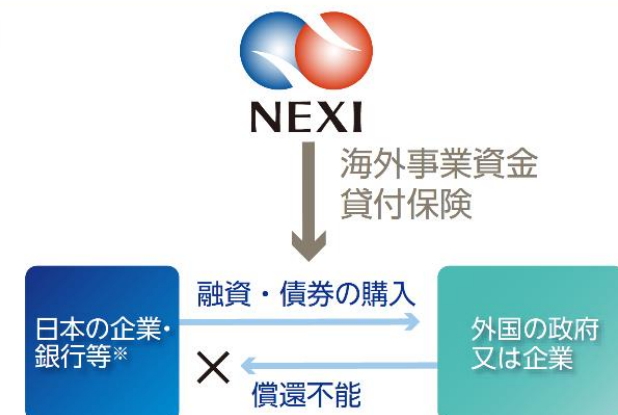 NEXI
海外事業資金
貸付保険
融資・債券の購入
日本の企業・
銀行等※
外国の政府
又は企業
×
償還不能